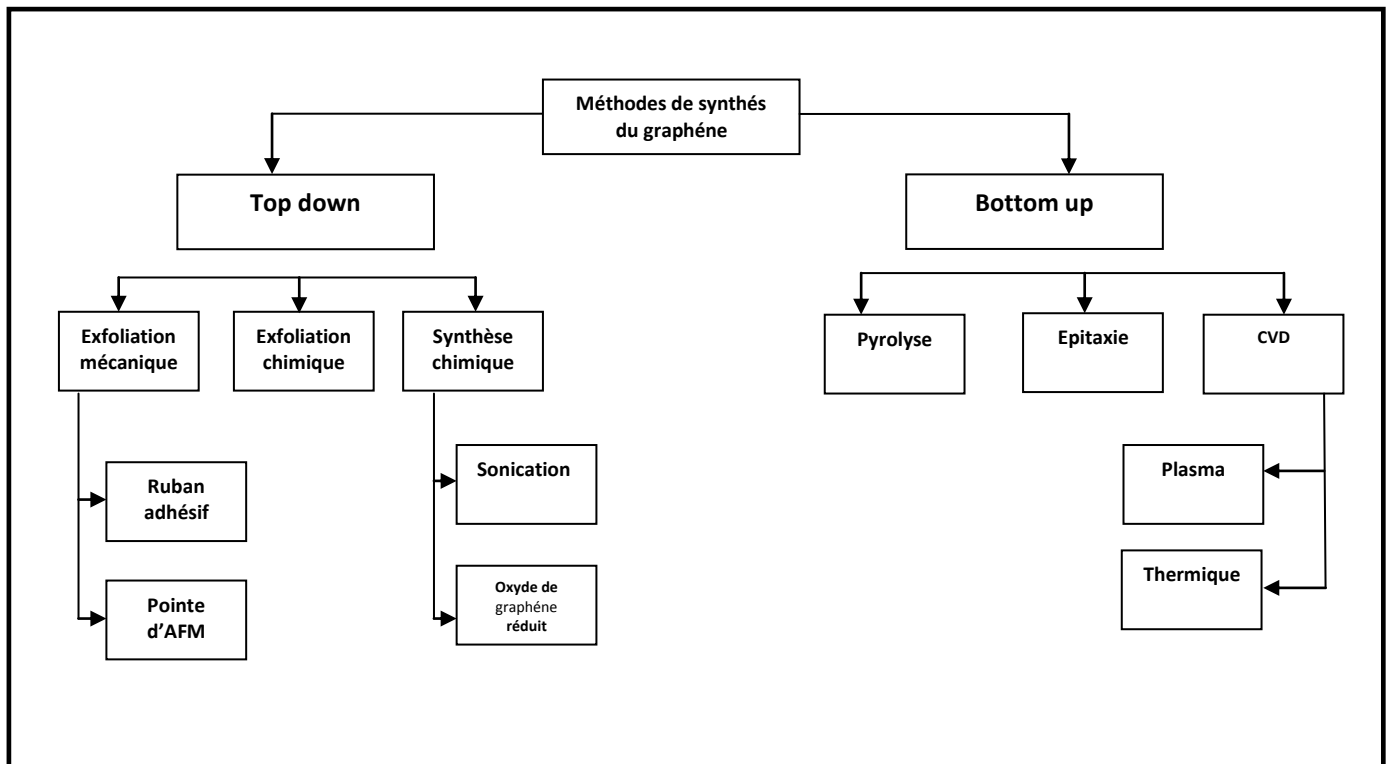 Méthodes de synthés
du graphéne
Top down
Bottom up
Exfoliation
mécanique
Exfoliation
chimique
Synthèse
chimique
Pyrolyse
Epitaxie
CVD
Ruban
adhésif
Sonication
Plasma
Pointe
d'AFM
Oxyde de
graphéne
réduit
Thermique